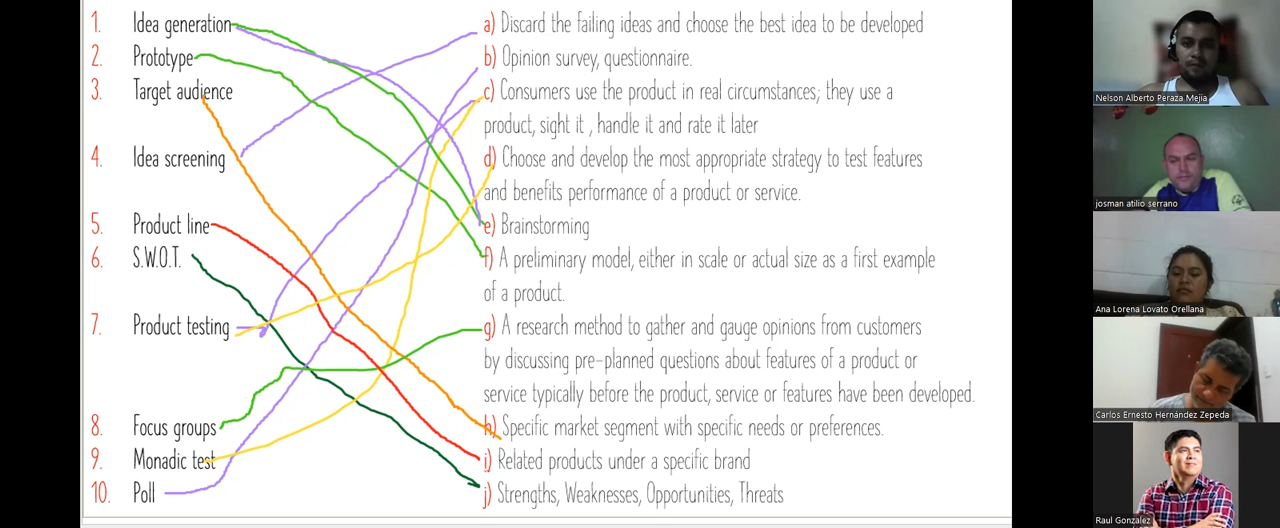 1. Idea generation
2. Prototype
3. Target audience
4. Idea screening
5. Product line
6. S.W.O.T.
7. Product testing
8. Focus groups
9. Monadic test
10. Poll
a) Discard the failing ideas and choose the best idea to be developed
b) Opinion survey, questionnaire.
c) Consumers use the product in real circumstances; they use a
product, sight it , handle it and rate it later
d) Choose and develop the most appropriate strategy to test features
and benefits performance of a product or service.
e) Brainstorming
f) A preliminary model, either in scale or actual size as a first example
of a product.
g) A research method to gather and gauge opinions from customers
by discussing pre-planned questions about features of a product or
service typically before the product, service or features have been developed.
h) Specific market segment with specific needs or preferences.
i) Related products under a specific brand
j) Strengths, Weaknesses, Opportunities, Threats
Nelson Alberto Peraza Mejia
josman atilio serrano
Ana Lorena Lovato Orellana
Carlos Ernesto Hernández Zepeda
Raul Gonzalez